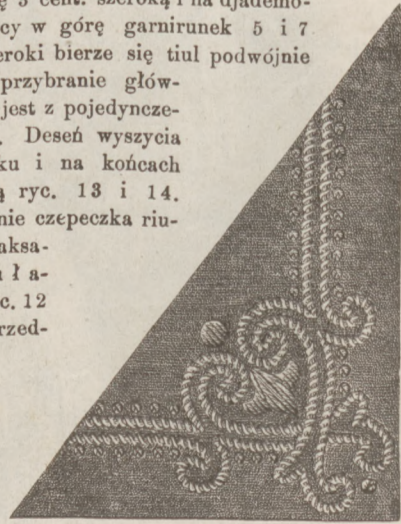 ę 3 cent. szeroką i na djademo-
cy w górę garnirunek 5 i 7
eroki bierze się tiul podwójnie
przybranie głów-
jest z pojedyncze-
. Deseń wyszycia
ku i na końcach
ą ryc. 13 i 14.
nie czepeczka riu-
aksa-
ł a-
c. 12
rzed-